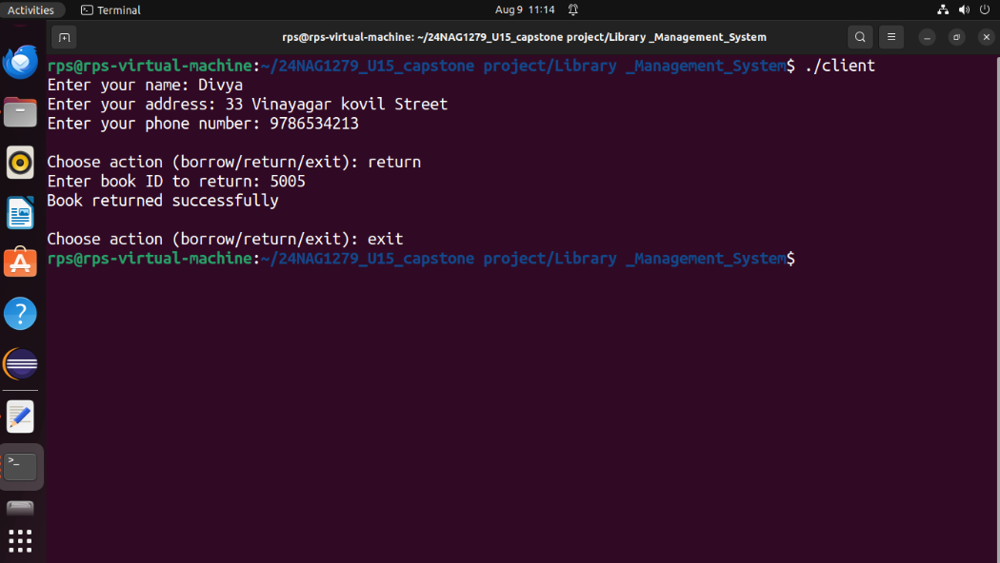 Activities
Terminal
Aug 9 11:14
rps@rps-virtual-machine: ~/24NAG1279_U15_capstone project/Library _Management_System
rps@rps-virtual-machine:~/24NAG1279_U15_capstone project/Library _Management_System$ ./client
Enter your name: Divya
Enter your address: 33 Vinayagar kovil Street
Enter your phone number: 9786534213
Choose action (borrow/return/exit): return
Enter book ID to return: 5005
Book returned successfully
Choose action (borrow/return/exit): exit
rps@rps-virtual-machine:~/24NAG1279_U15_capstone project/Library _Management_System$